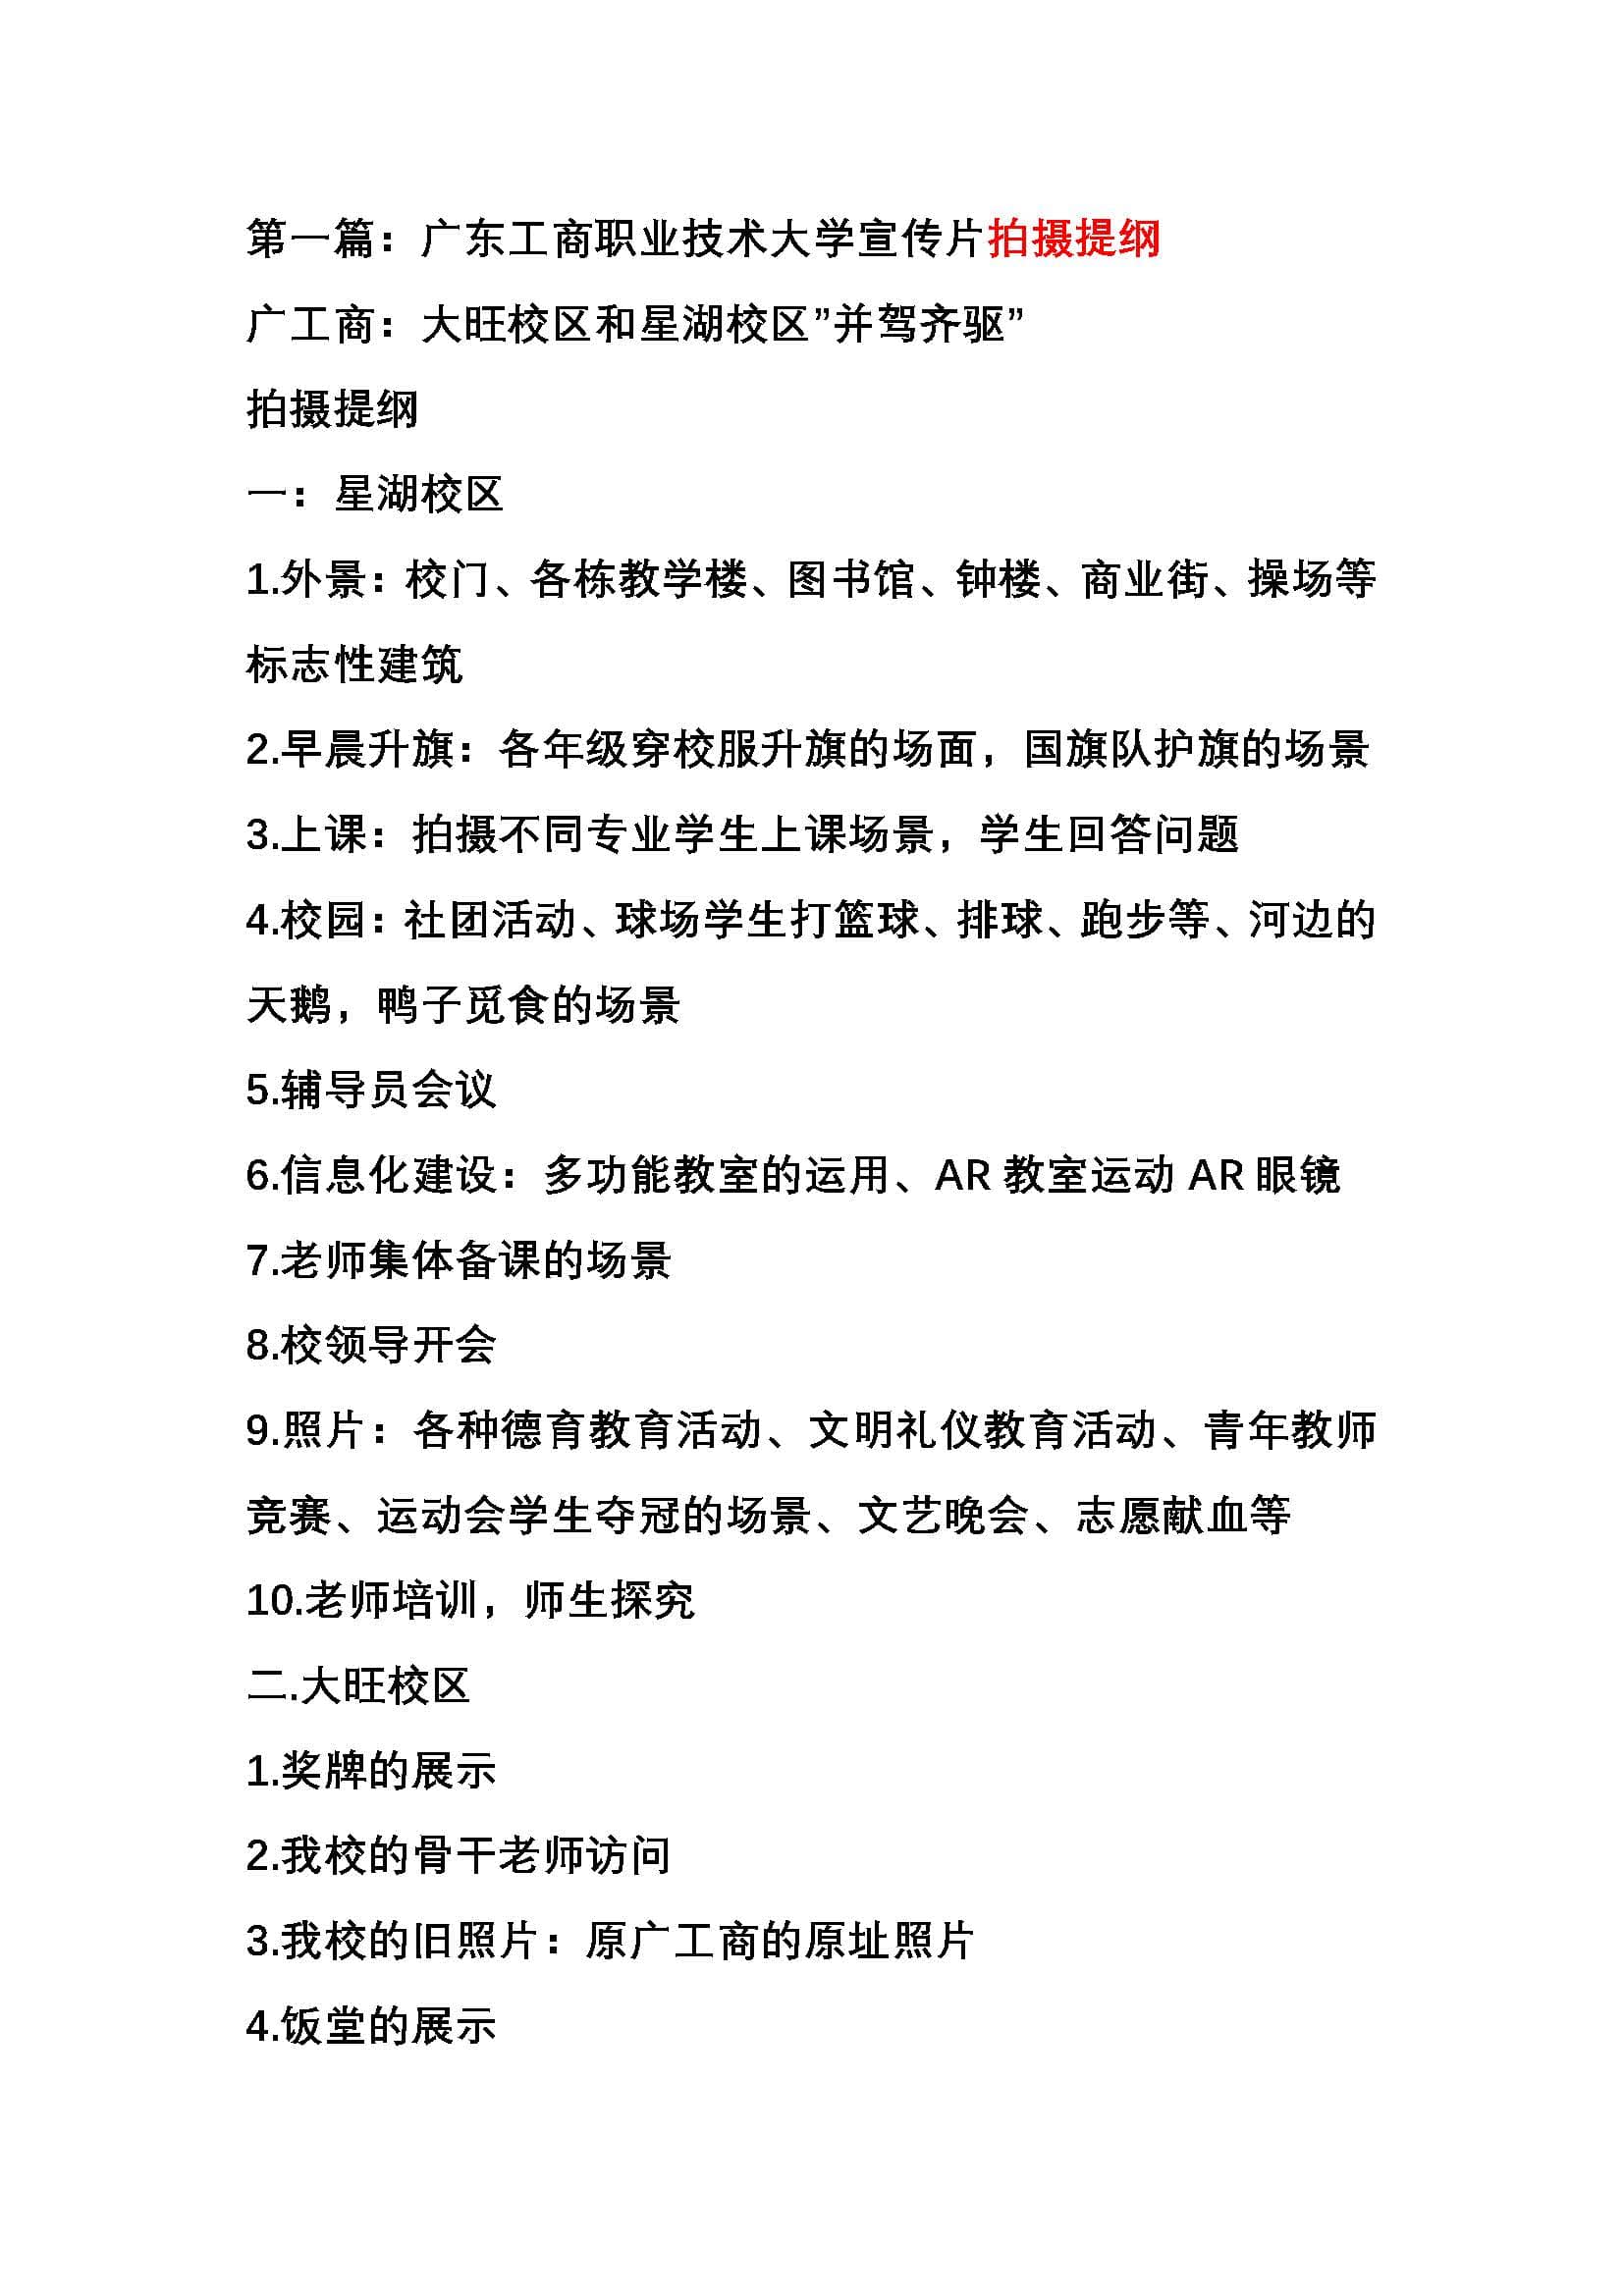 第一篇：广东工商职业技术大学宣传片拍摄提纲
广工商：大旺校区和星湖校区”并驾齐驱”
拍摄提纲
一：星湖校区
1.外景：校门、各栋教学楼、图书馆、钟楼、商业街、操场等
标志性建筑
2.早晨升旗：各年级穿校服升旗的场面，国旗队护旗的场景
3.上课：拍摄不同专业学生上课场景，学生回答问题
4.校园：社团活动、球场学生打篮球、排球、跑步等、河边的
天鹅，鸭子觅食的场景
5.辅导员会议
6.信息化建设：多功能教室的运用、AR 教室运动 AR 眼镜
7.老师集体备课的场景
8.校领导开会
9.照片：各种德育教育活动、文明礼仪教育活动、青年教师
竞赛、运动会学生夺冠的场景、文艺晚会、志愿献血等
10.老师培训，师生探究
二.大旺校区
1.奖牌的展示
2.我校的骨干老师访问
3.我校的旧照片：原广工商的原址照片
4.饭堂的展示